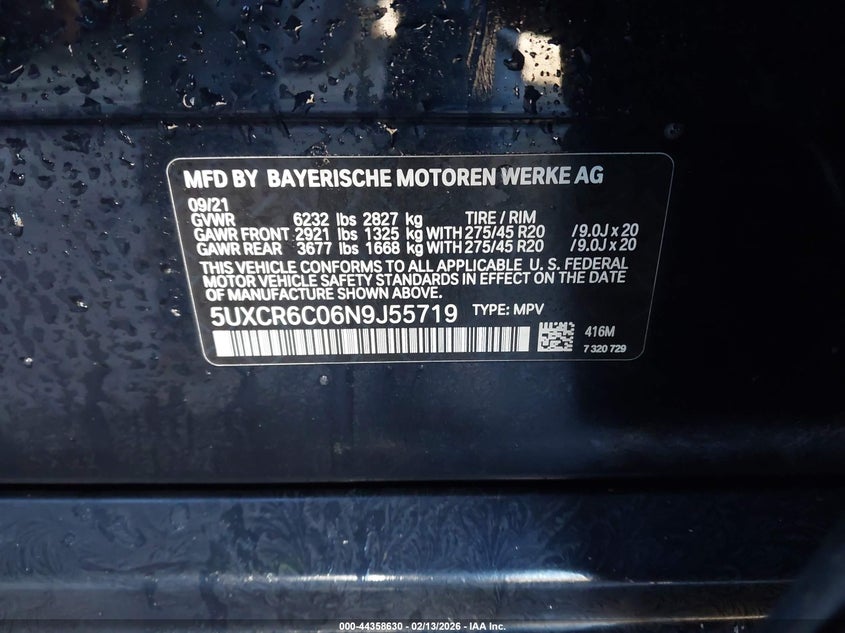 MFD BY BAYERISCHE MOTOREN WERKE AG
09/21
GVWR 6232 lbs 2827 kg TIRE / RIM
GAWR FRONT 2921 lbs 1325 kg WITH 275/45 R20 / 9.0J x 20
GAWR REAR 3677 lbs 1668 kg WITH 275/45 R20 / 9.0J x 20
THIS VEHICLE CONFORMS TO ALL APPLICABLE U. S. FEDERAL
MOTOR VEHICLE SAFETY STANDARDS IN EFFECT ON THE DATE
OF MANUFACTURE SHOWN ABOVE.
5UXCR6C06N9J55719 TYPE: MPV
416M
7 320 729
000-44358630 - 02/13/2026 - IAA Inc.